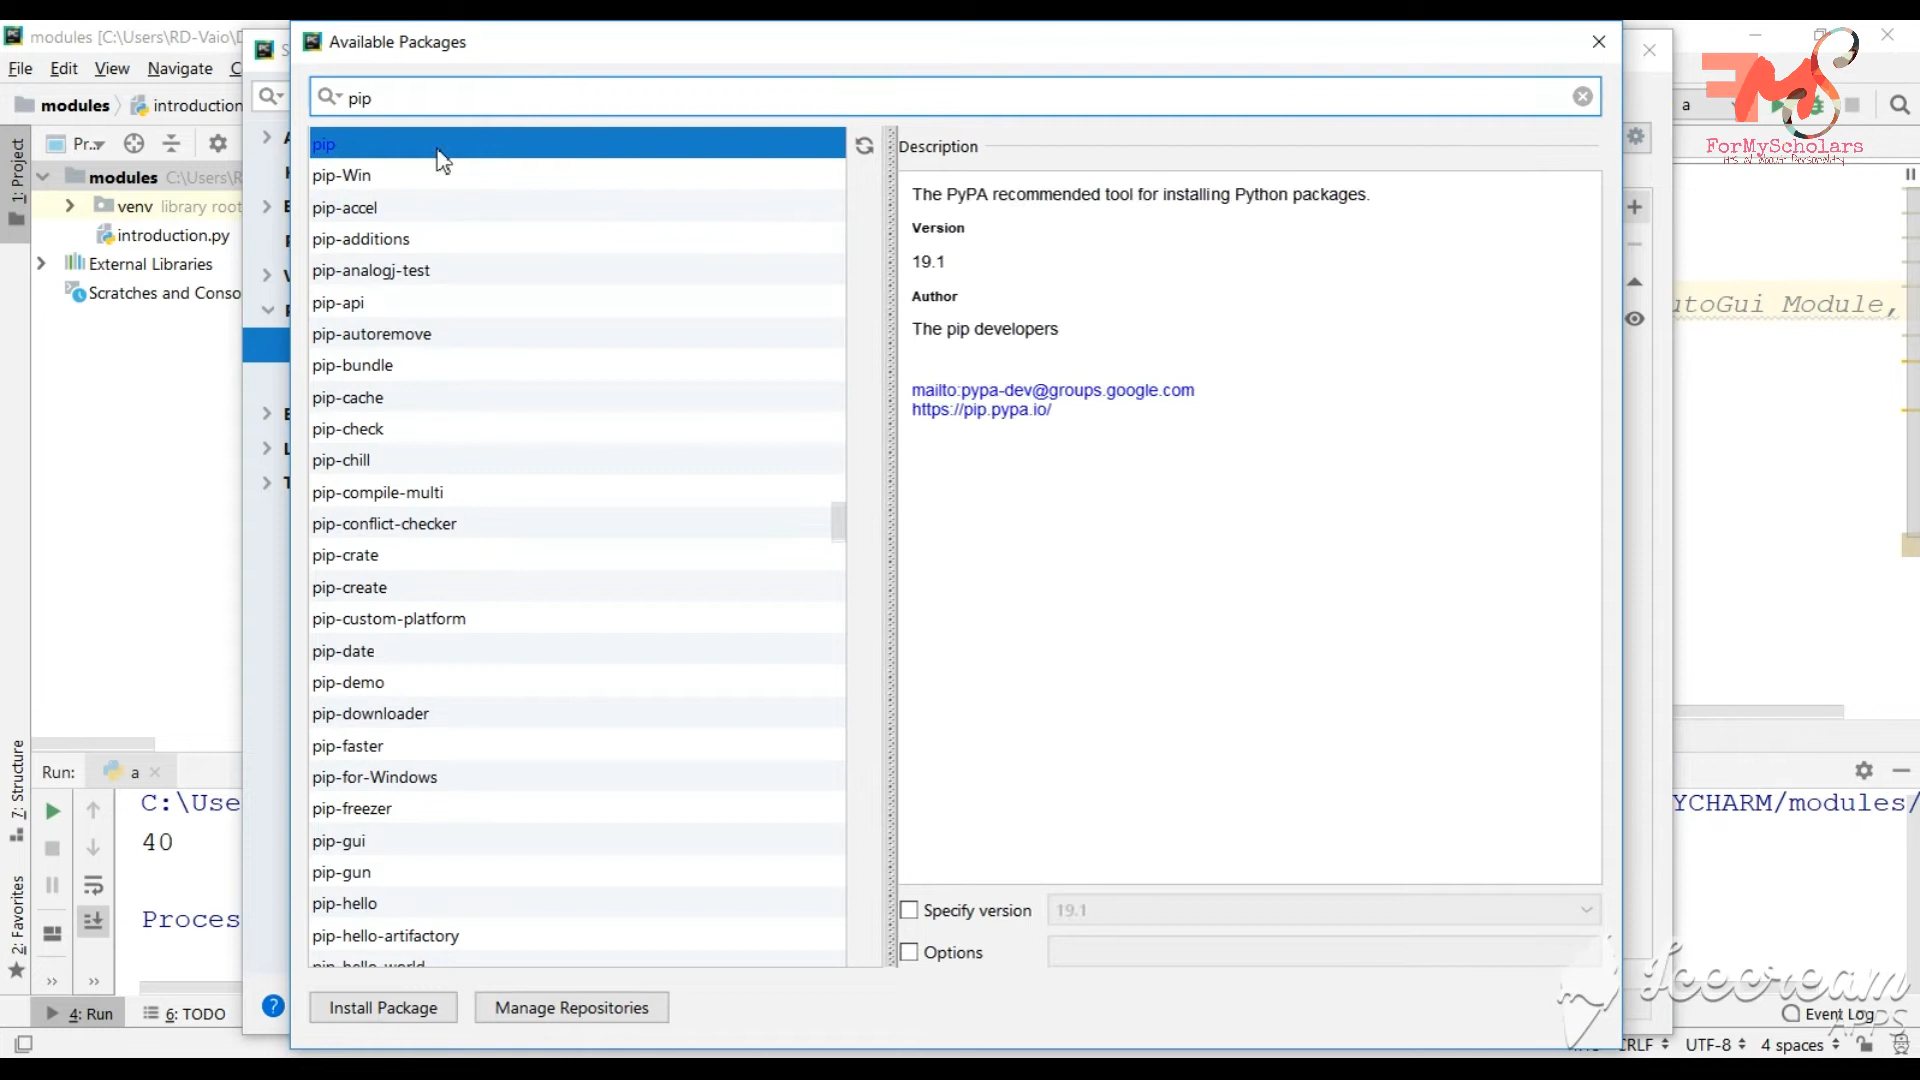 modules [C:\Users\RD-Vaio\
File Edit View Navigate
modules introduction
1: Project
Pr...
modules C:\Users\R
venv library root
introduction.py
External Libraries
Scratches and Conso
Available Packages
pip
pip
pip-Win
pip-accel
pip-additions
pip-analogj-test
pip-api
pip-autoremove
pip-bundle
pip-cache
pip-check
pip-chill
pip-compile-multi
pip-conflict-checker
pip-crate
pip-create
pip-custom-platform
pip-date
pip-demo
pip-downloader
pip-faster
pip-for-Windows
pip-freezer
pip-gui
pip-gun
pip-hello
pip-hello-artifactory
pip-hello-world
Description
The PyPA recommended tool for installing Python packages.
Version
19.1
Author
The pip developers
mailto:pypa-dev@groups.google.com
https://pip.pypa.io/
Specify version 19.1
Options
Install Package Manage Repositories
a
FMS
ForMyScholars
utoGui Module,
7: Structure
2: Favorites
Run: a
C:\Use
40
Proces
YCHARM/modules/
4: Run 6: TODO
Icecream
APPS
Event Log
CRLF UTF-8 4 spaces